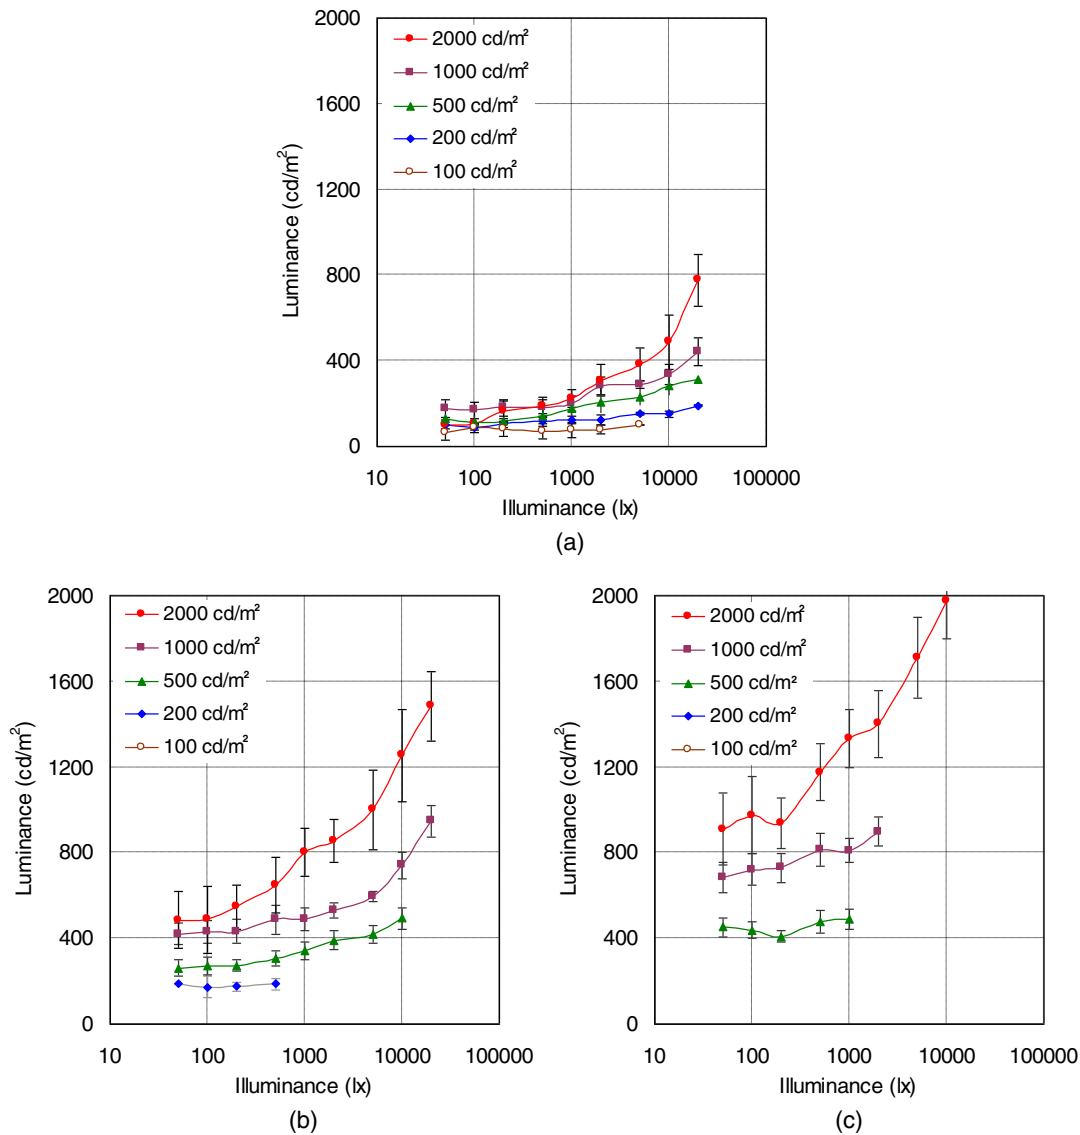 2000
1600
1200
800
400
0
Luminance (cd/m²)
2000 cd/m²
1000 cd/m²
500 cd/m²
200 cd/m²
100 cd/m²
10 100 1000 10000 100000
Illuminance (lx)
(a)
2000
1600
1200
800
400
0
Luminance (cd/m²)
2000 cd/m²
1000 cd/m²
500 cd/m²
200 cd/m²
100 cd/m²
10 100 1000 10000 100000
Illuminance (lx)
(b)
2000
1600
1200
800
400
0
Luminance (cd/m²)
2000 cd/m²
1000 cd/m²
500 cd/m²
200 cd/m²
100 cd/m²
10 100 1000 10000 100000
Illuminance (lx)
(c)